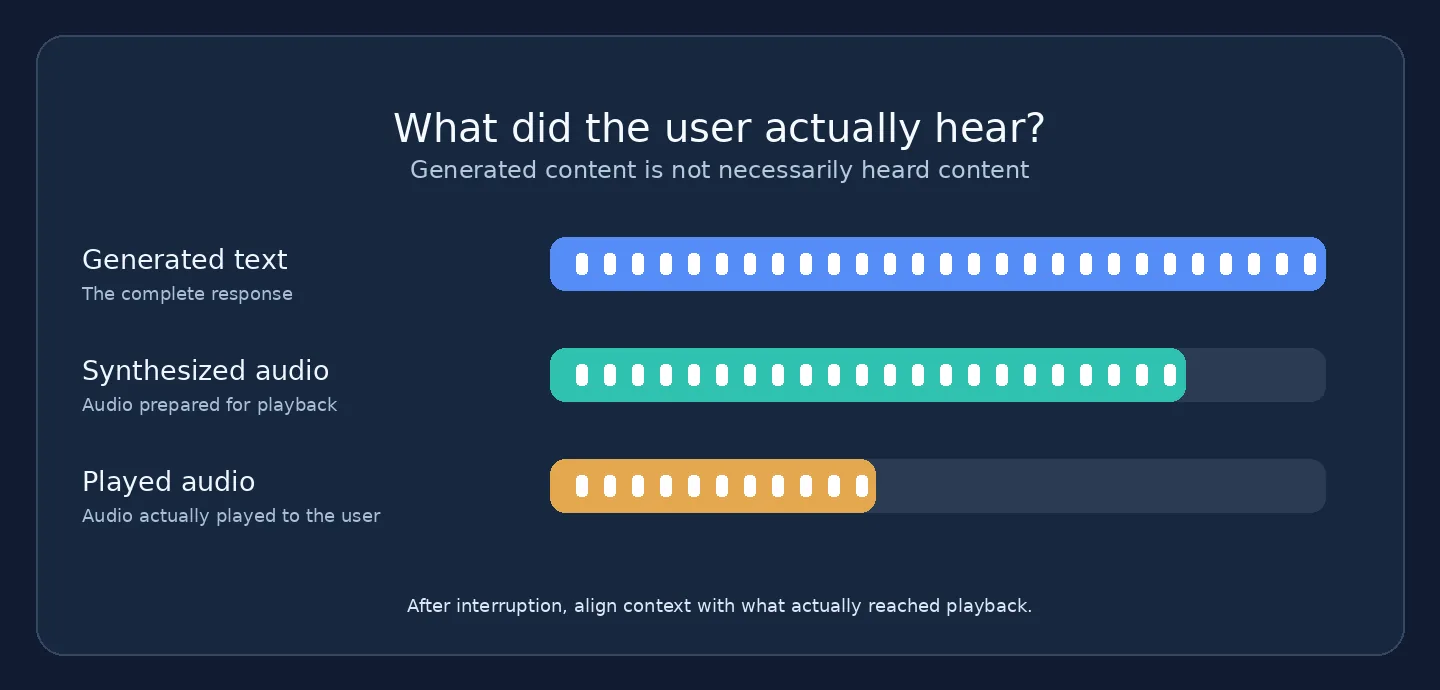 What did the user actually hear?
Generated content is not necessarily heard content
Generated text
The complete response
Synthesized audio
Audio prepared for playback
Played audio
Audio actually played to the user
After interruption, align context with what actually reached playback.